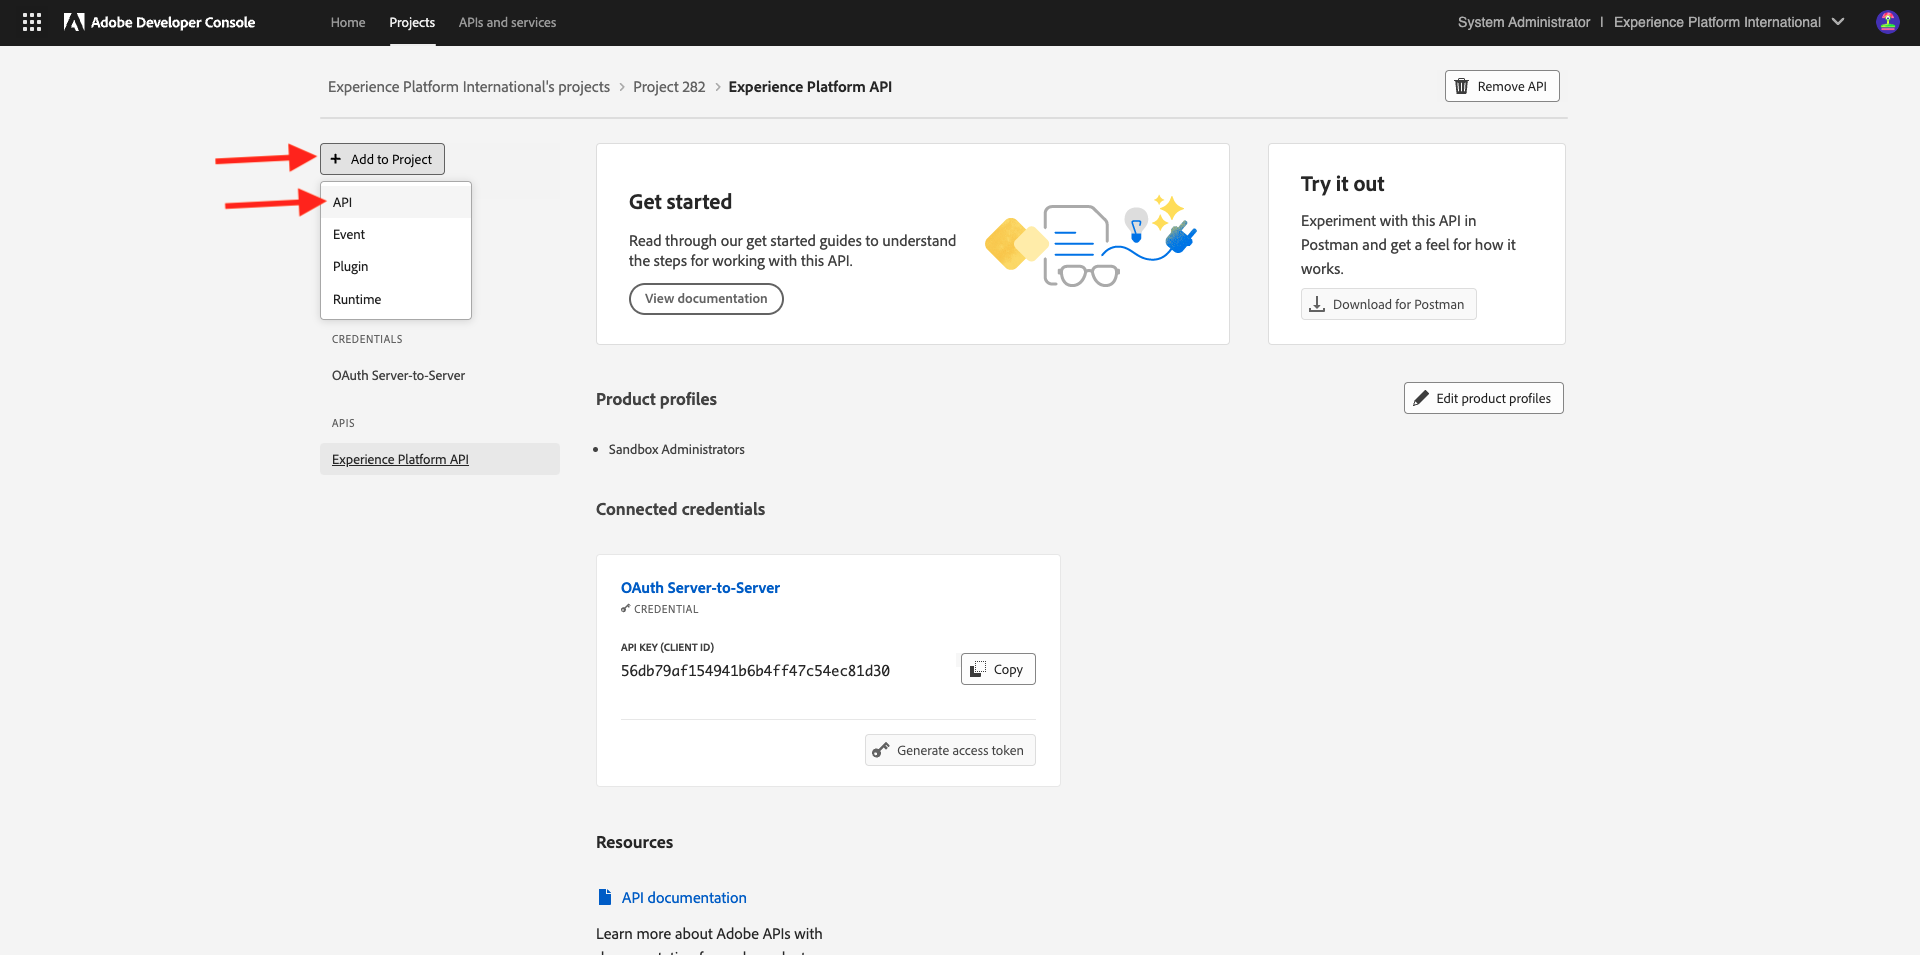 Adobe Developer Console
Home
Projects
APIs and services
System Administrator | Experience Platform International
Experience Platform International's projects > Project 282 > Experience Platform API
Remove API
+ Add to Project
API
Event
Plugin
Runtime
CREDENTIALS
OAuth Server-to-Server
APIS
Experience Platform API
Get started
Read through our get started guides to understand
the steps for working with this API.
View documentation
Try it out
Experiment with this API in
Postman and get a feel for how it
works.
Download for Postman
Product profiles
Edit product profiles
• Sandbox Administrators
Connected credentials
OAuth Server-to-Server
CREDENTIAL
API KEY (CLIENT ID)
56db79af154941b6b4ff47c54ec81d30
Copy
Generate access token
Resources
API documentation
Learn more about Adobe APIs with